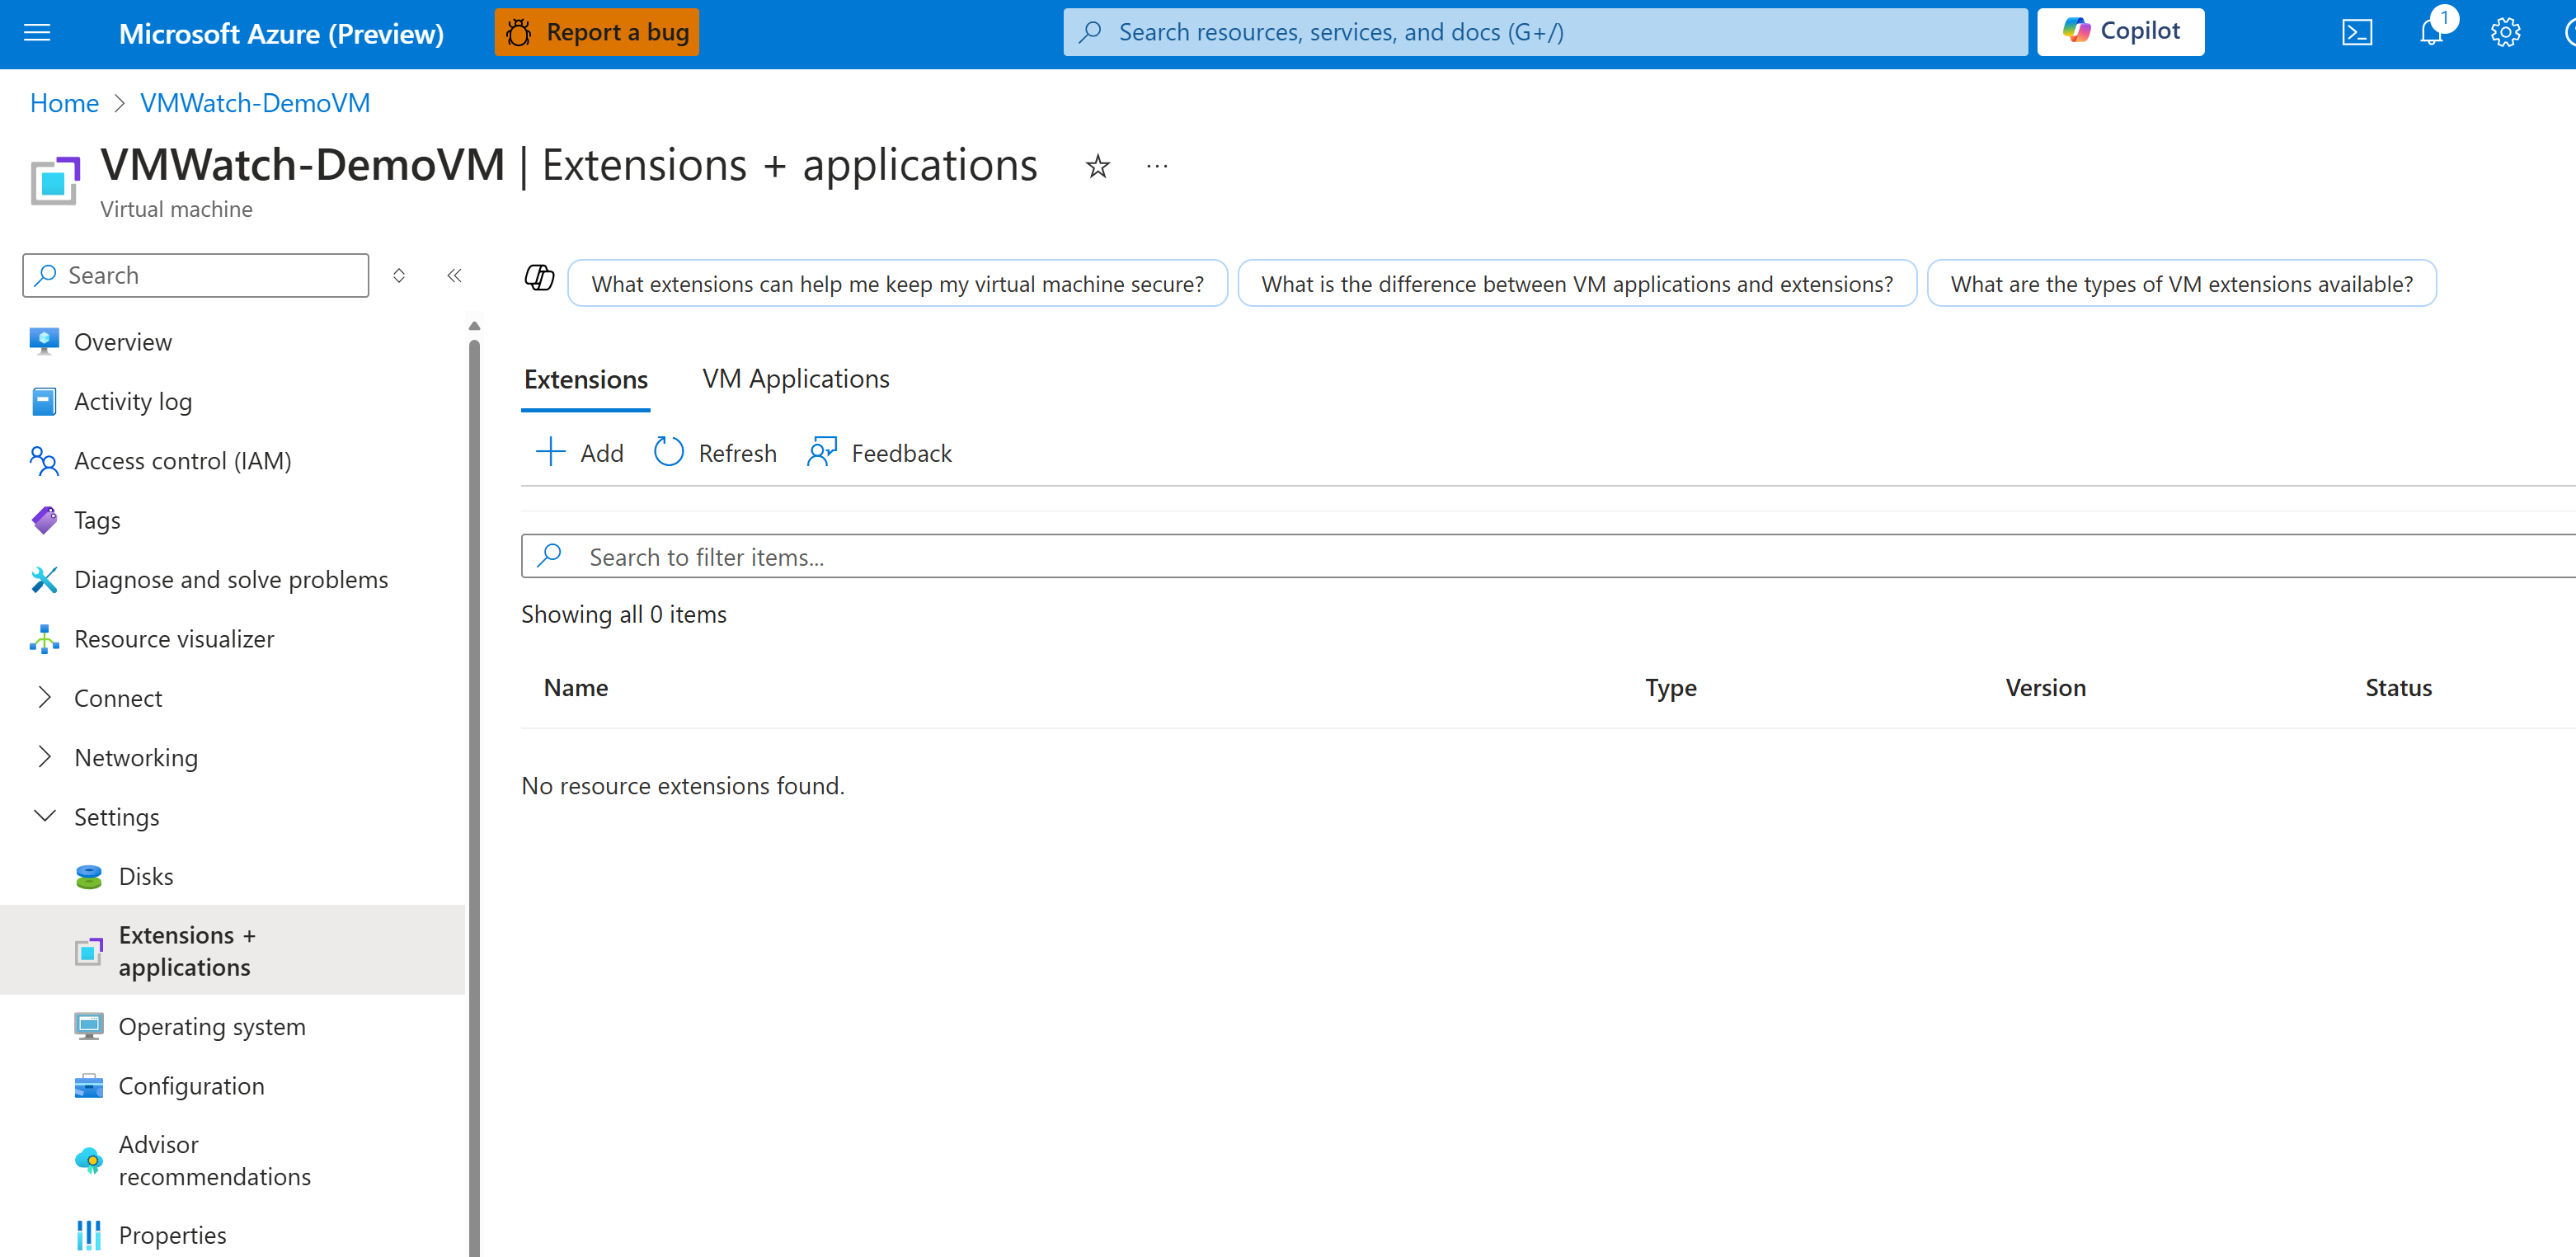 Microsoft Azure (Preview)
Report a bug
Search resources, services, and docs (G+/)
Copilot
1
Home > VMWatch-DemoVM
VMWatch-DemoVM | Extensions + applications
Virtual machine
Search
What extensions can help me keep my virtual machine secure?
What is the difference between VM applications and extensions?
What are the types of VM extensions available?
Overview
Activity log
Access control (IAM)
Tags
Diagnose and solve problems
Resource visualizer
Connect
Networking
Settings
Disks
Extensions +
applications
Operating system
Configuration
Advisor
recommendations
Properties
Extensions
VM Applications
Add
Refresh
Feedback
Search to filter items...
Showing all 0 items
Name Type Version Status
No resource extensions found.